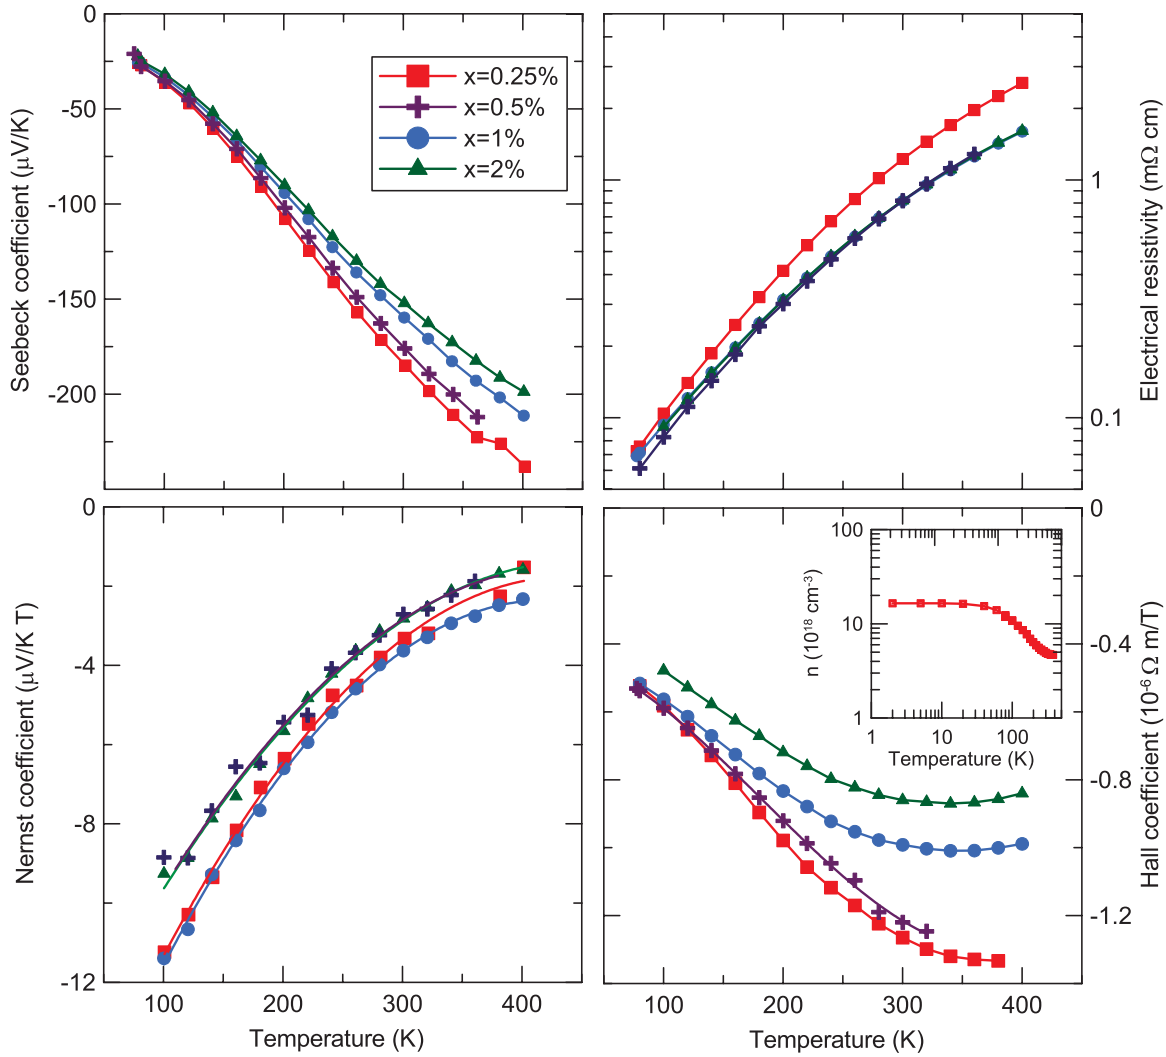 0
-50
-100
-150
-200
Seebeck coefficient (μV/K)
x=0.25%
x=0.5%
x=1%
x=2%
1
0.1
Electrical resistivity (mΩ cm)
0
-4
-8
-12
Nernst coefficient (μV/K T)
100 200 300 400
Temperature (K)
0
-0.4
-0.8
-1.2
Hall coefficient (10-6 Ω m/T)
100 200 300 400
Temperature (K)
100
10
1
n (1018 cm-3)
1 10 100
Temperature (K)